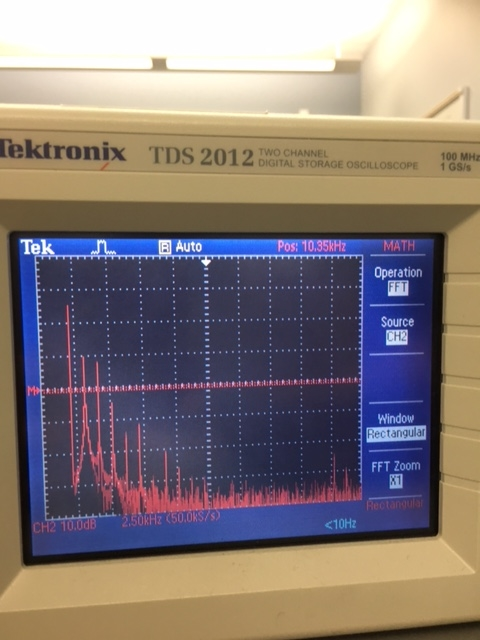 Tektronix TDS 2012 TWO CHANNEL DIGITAL STORAGE OSCILLOSCOPE
100 MHz
1 GS/s
Tek R Auto Pos: 10.35kHz MATH
Operation
FFT
Source
CH2
M
Window
Rectangular
FFT Zoom
X1
Rectangular
CH2 10.0dB 2.50kHz (50.0kS/s) <10Hz